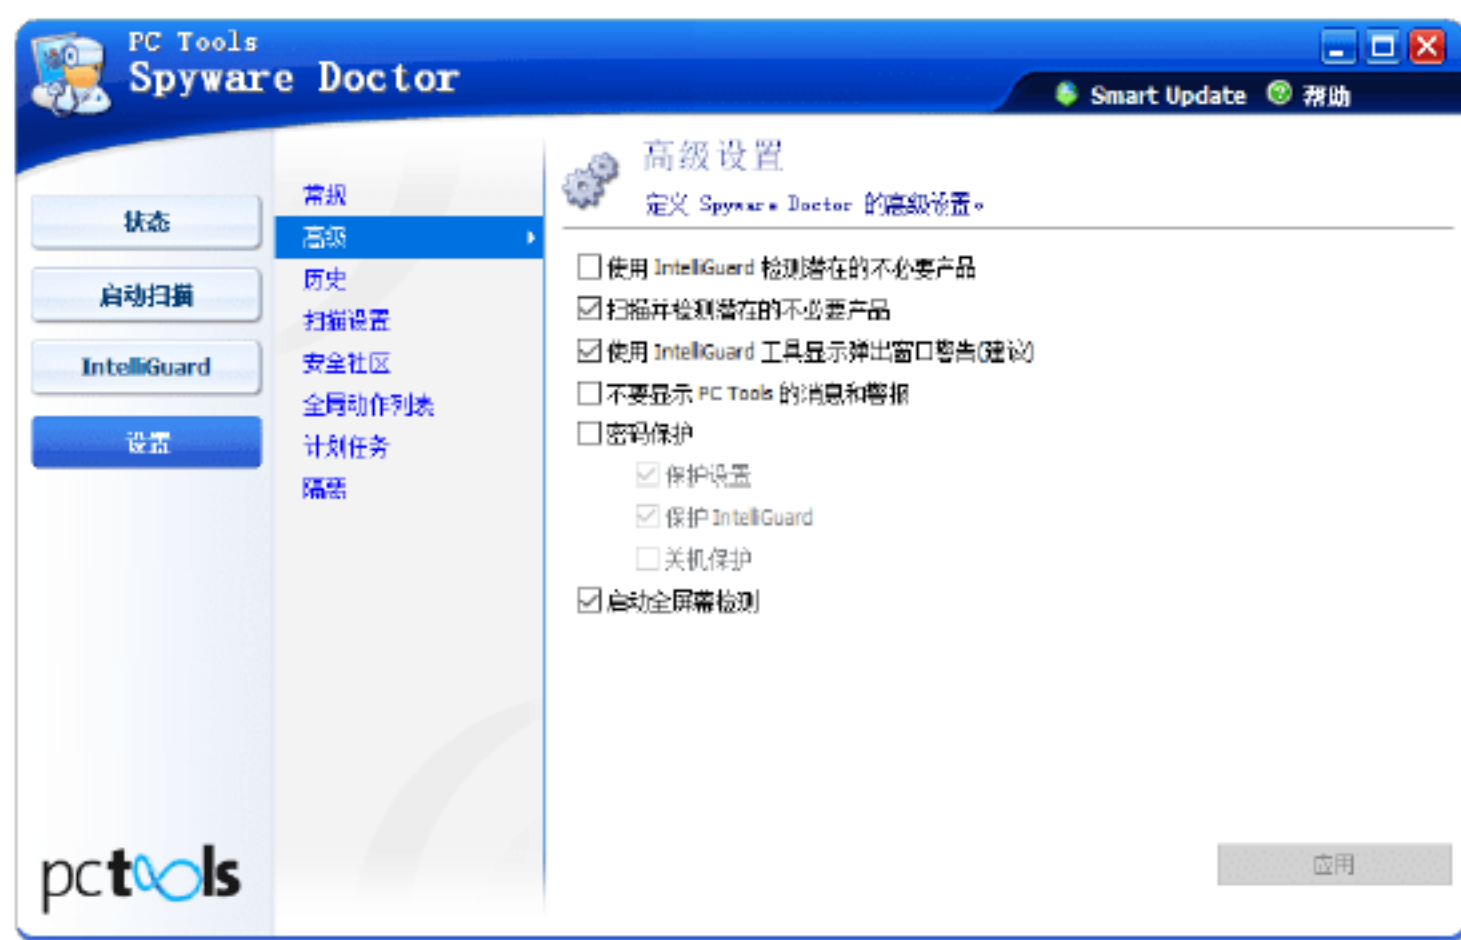 PC Tools
Spyware Doctor
Smart Update 帮助
状态
启动扫描
IntelliGuard
设置
常规
高级
历史
扫描设置
安全社区
全局动作列表
计划任务
隔离
高级设置
定义 Spyware Doctor 的高级设置。
使用 IntelliGuard 检测潜在的不必要产品
扫描并检测潜在的不必要产品
使用 IntelliGuard 工具显示弹出窗口警告(建议)
不要显示 PC Tools 的消息和警报
密码保护
保护设置
保护 IntelliGuard
关机保护
启动全屏幕检测
应用
pctools